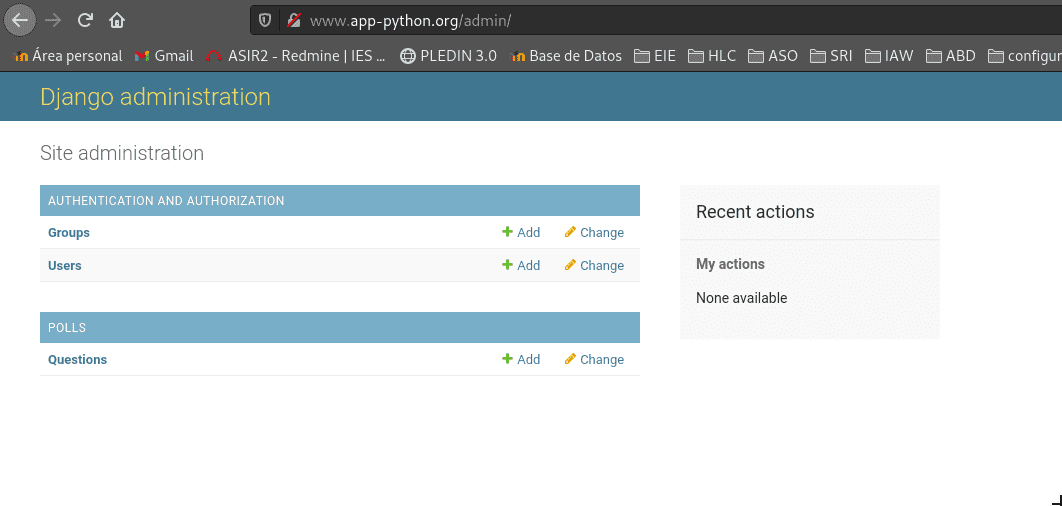 www.app-python.org/admin/
Área personal Gmail ASIR2 - Redmine | IES ... PLEDIN 3.0 Base de Datos EIE HLC ASO SRI IAW ABD configur
Django administration
Site administration
AUTHENTICATION AND AUTHORIZATION
Groups Add Change
Users Add Change
POLLS
Questions Add Change
Recent actions
My actions
None available